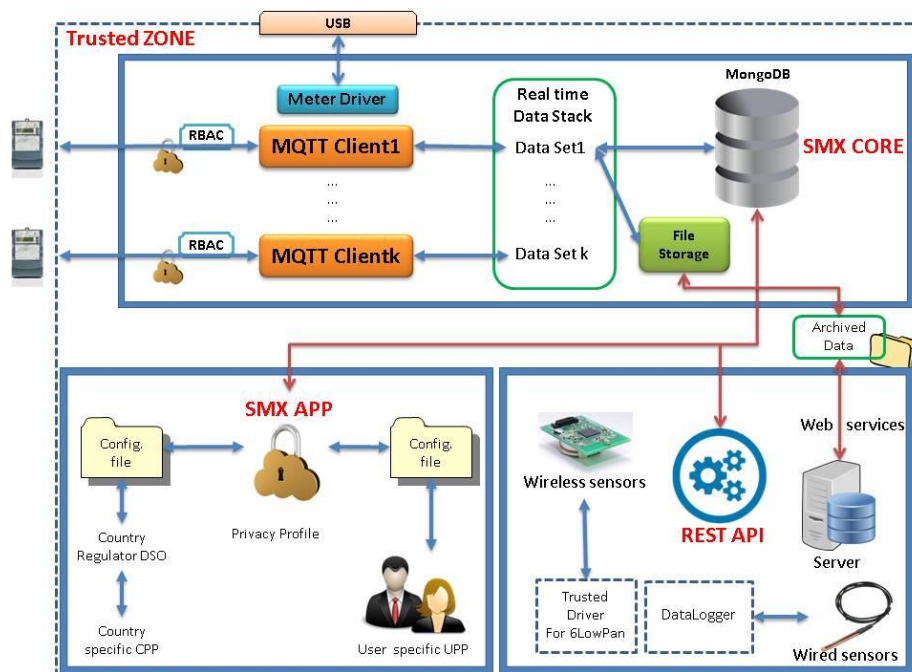 USB
Trusted ZONE
Meter Driver
Real time
Data Stack
MongoDB
RBAC
MQTT Client1
Data Set1
SMX CORE
...
...
...
...
...
...
RBAC
MQTT Clientk
Data Set k
File
Storage
Archived
Data
SMX APP
Config.
file
Config.
file
Privacy Profile
Country
Regulator DSO
Country
specific CPP
User specific UPP
Wireless sensors
Web services
REST API
Server
Trusted
Driver
For 6LowPan
DataLogger
Wired sensors